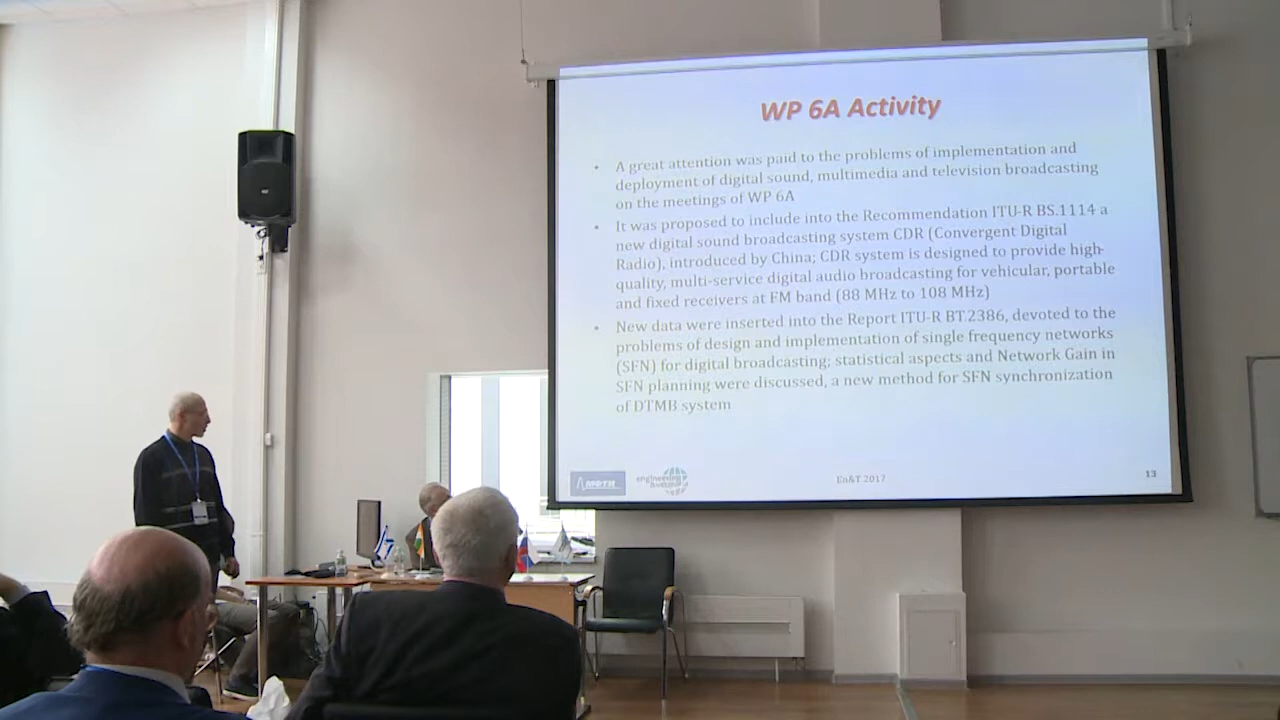 WP 6A Activity
• A great attention was paid to the problems of implementation and
deployment of digital sound, multimedia and television broadcasting
on the meetings of WP 6A
• It was proposed to include into the Recommendation ITU-R BS.1114 a
new digital sound broadcasting system CDR (Convergent Digital
Radio), introduced by China; CDR system is designed to provide high-
quality, multi-service digital audio broadcasting for vehicular, portable
and fixed receivers at FM band (88 MHz to 108 MHz)
• New data were inserted into the Report ITU-R BT.2386, devoted to the
problems of design and implementation of single frequency networks
(SFN) for digital broadcasting; statistical aspects and Network Gain in
SFN planning were discussed, a new method for SFN synchronization
of DTMB system
МФТИ
engineering
En&T 2017
13